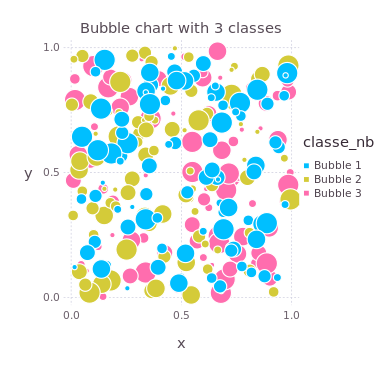 Bubble chart with 3 classes
1.0
0.5
0.0
y
0.0
0.5
1.0
x
classe_nb
Bubble 1
Bubble 2
Bubble 3